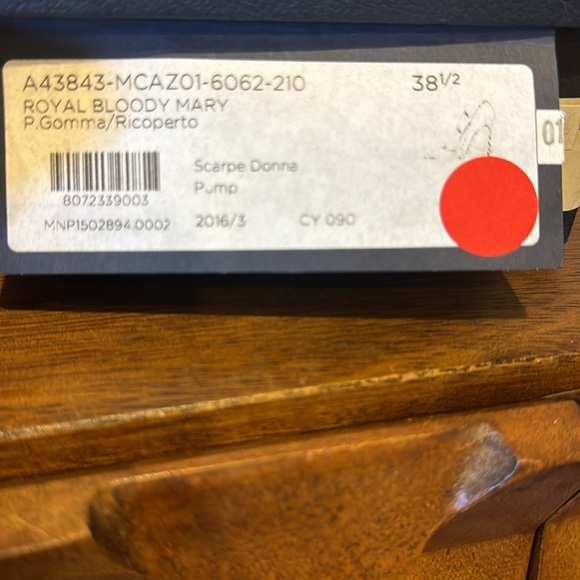 A43843-MCAZ01-6062-210
38 1/2
ROYAL BLOODY MARY
P.Gomma/Ricoperto
01
Scarpe Donna
Pump
8072339003
MNP1502894.0002
2016/3
CY 090